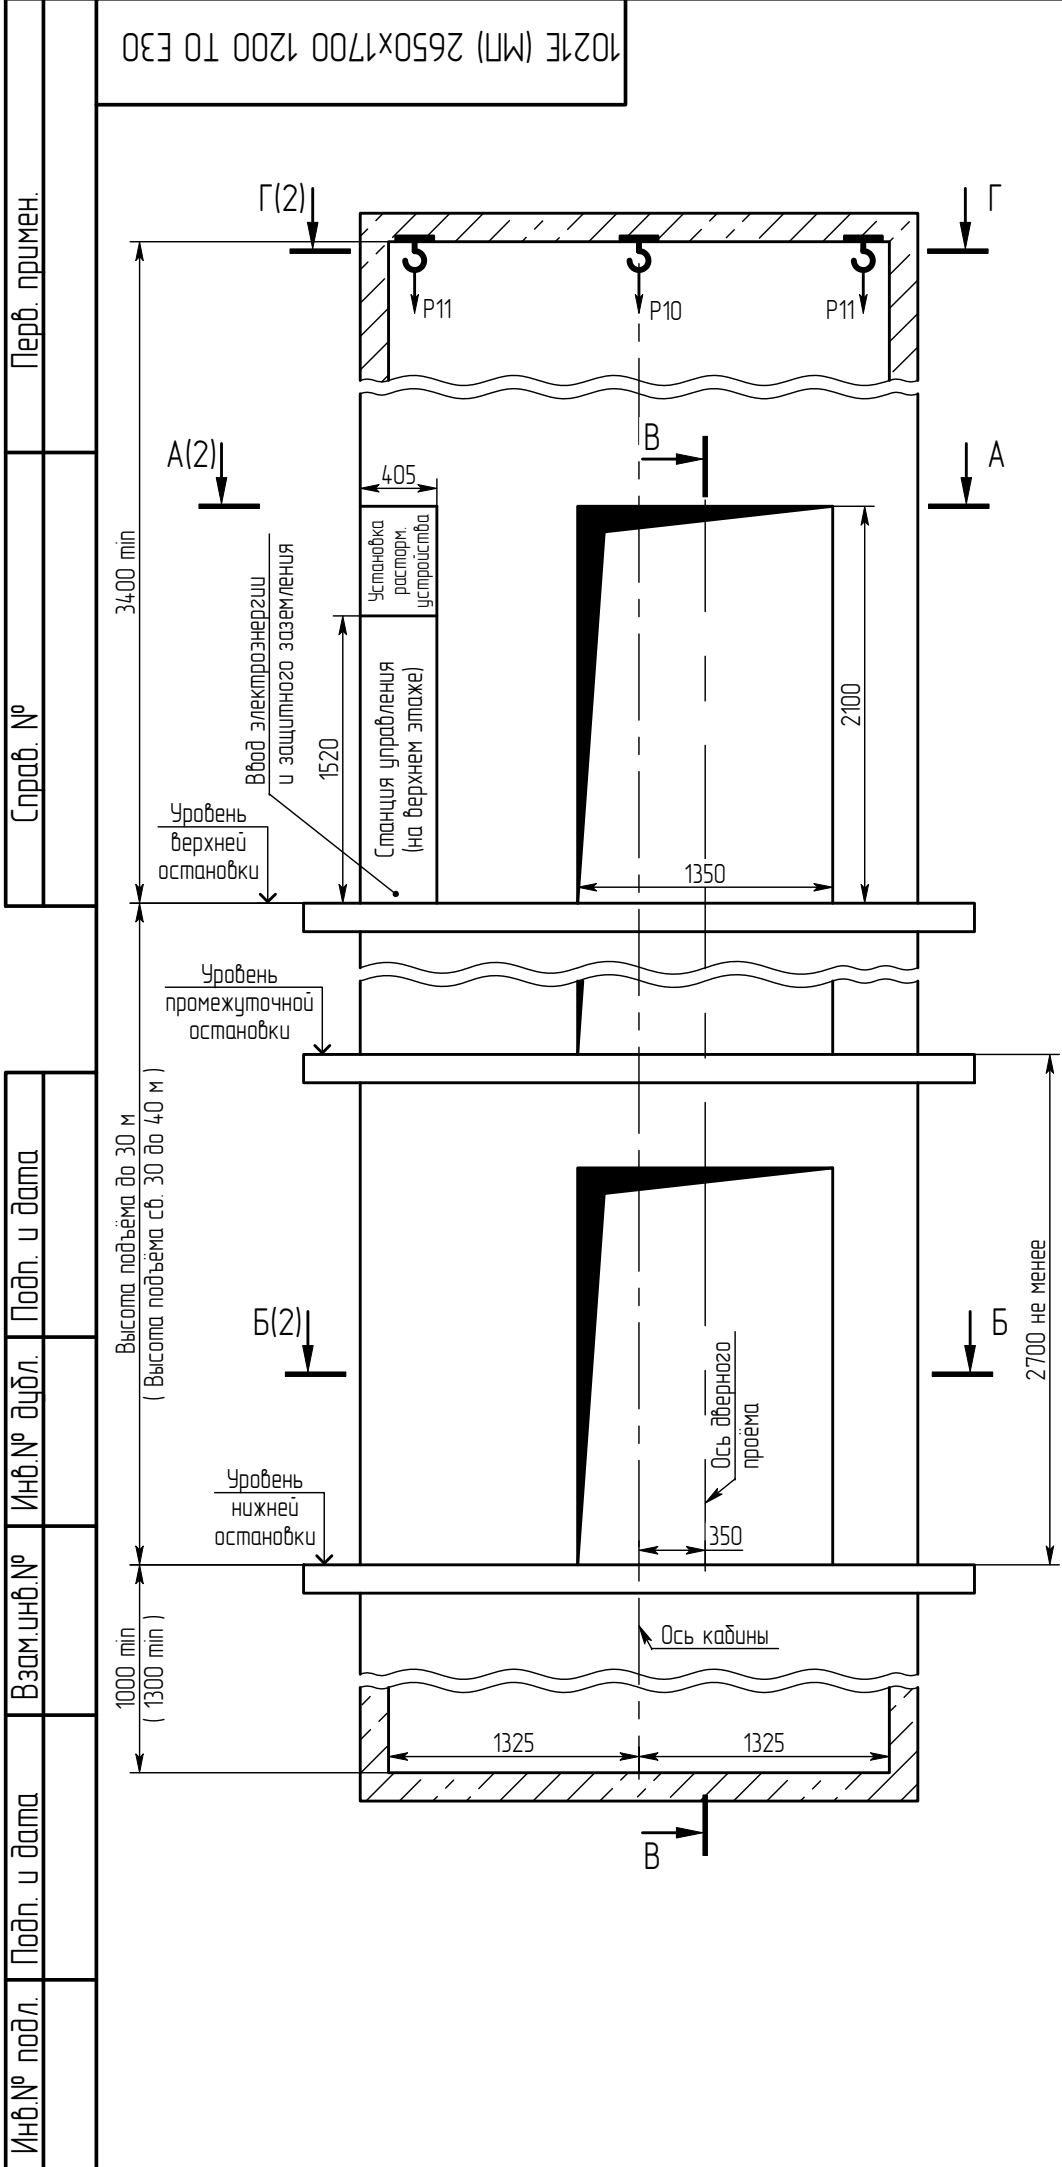 1021Е (МП) 2650х1700 1200 ТО Е30
Перв. примен.
Справ. №
Подп. и дата
Инв.№ дубл.
Взам.инв.№
Подп. и дата
Инв.№ подл.
Г(2)
Г
Р11
Р10
Р11
В
А(2)
А
405
Установка
расторм.
устройства
3400 min
Ввод электроэнергии
и защитного заземления
1520
Станция управления
(на верхнем этаже)
2100
Уровень
верхней
остановки
1350
Уровень
промежуточной
остановки
Высота подъёма до 30 м
( Высота подъёма св. 30 до 40 м )
Б(2)
Б
2700 не менее
Ось дверного
проёма
Уровень
нижней
остановки
350
1000 min
( 1300 min )
Ось кабины
1325
1325
В